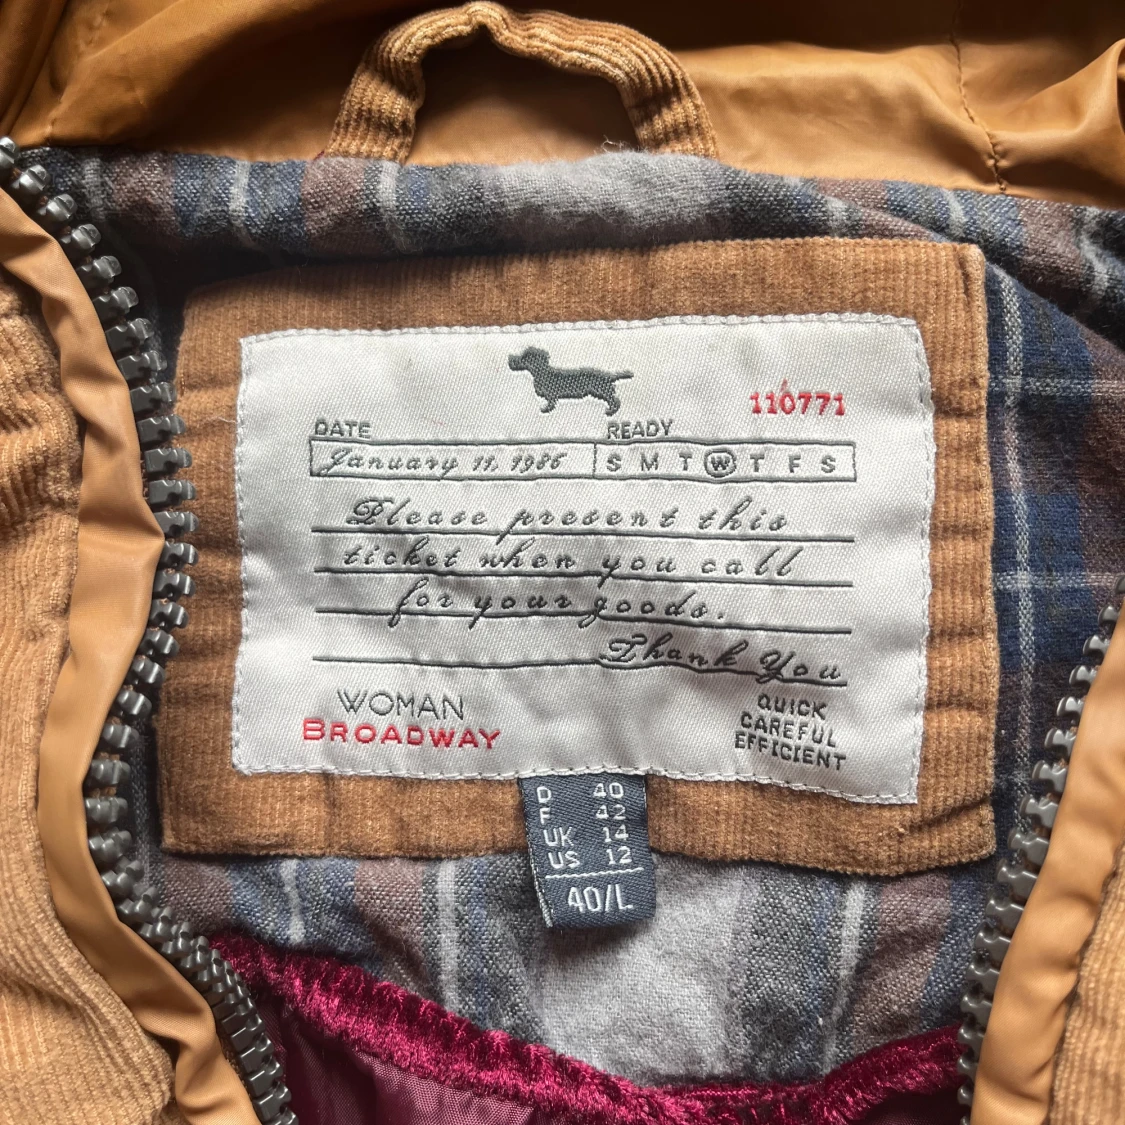 110771
DATE READY
January 11, 1986 S M T W T F S
Please present this
ticket when you call
for your goods.
Thank You
WOMAN
BROADWAY
QUICK
CAREFUL
EFFICIENT
D 40
F 42
UK 14
US 12
40/L